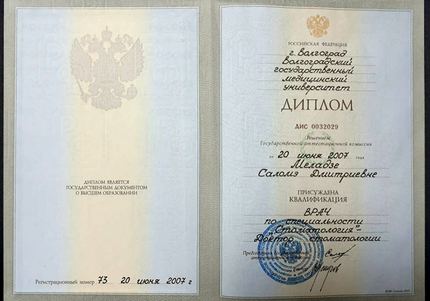 ДИПЛОМ ЯВЛЯЕТСЯ
ГОСУДАРСТВЕННЫМ ДОКУМЕНТОМ
О ВЫСШЕМ ОБРАЗОВАНИИ
Регистрационный номер 73 20 июня 2007 г
РОССИЙСКАЯ ФЕДЕРАЦИЯ
г. Волгоград
Волгоградский
государственный
медицинский
университет
ДИПЛОМ
АИС 0032029
Решением
Государственной аттестационной комиссии
от 20 июня 2007 года
Меладзе
Саломэ Дмитриевне
ПРИСУЖДЕНА
КВАЛИФИКАЦИЯ
ВРАЧ
по специальности
"Стоматология"
Доктор стоматологии